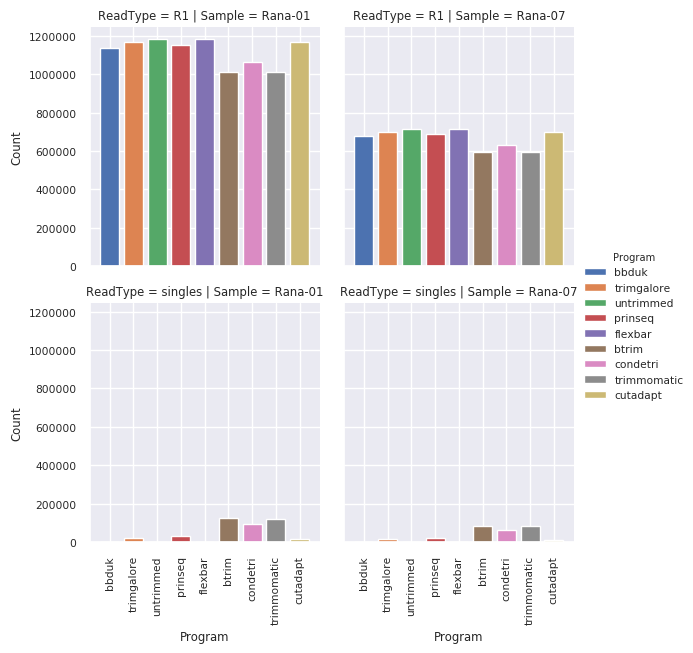 ReadType = R1 | Sample = Rana-01
ReadType = R1 | Sample = Rana-07
1200000
1000000
800000
600000
400000
200000
0
Count
Program
bbduk
trimgalore
untrimmed
prinseq
flexbar
btrim
condetri
trimmomatic
cutadapt
ReadType = singles | Sample = Rana-01
ReadType = singles | Sample = Rana-07
1200000
1000000
800000
600000
400000
200000
0
Count
bbduk
trimgalore
untrimmed
prinseq
flexbar
btrim
condetri
trimmomatic
cutadapt
Program
bbduk
trimgalore
untrimmed
prinseq
flexbar
btrim
condetri
trimmomatic
cutadapt
Program